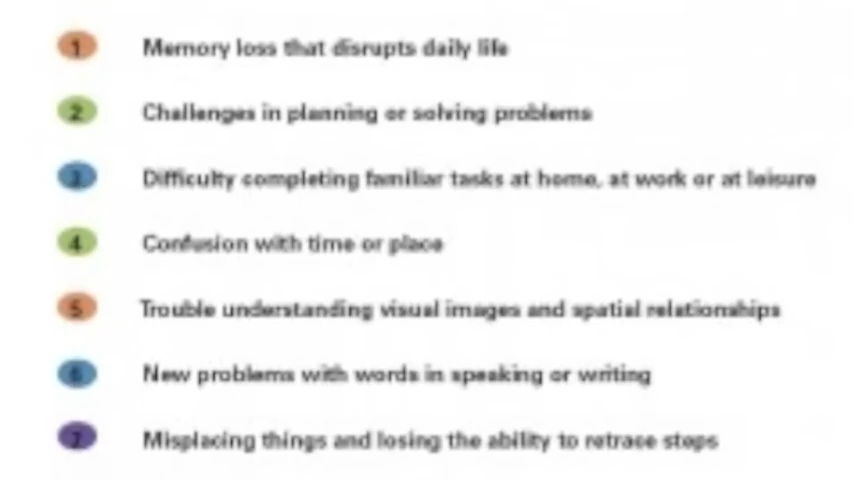 1 Memory loss that disrupts daily life
2 Challenges in planning or solving problems
3 Difficulty completing familiar tasks at home, at work or at leisure
4 Confusion with time or place
5 Trouble understanding visual images and spatial relationships
6 New problems with words in speaking or writing
7 Misplacing things and losing the ability to retrace steps